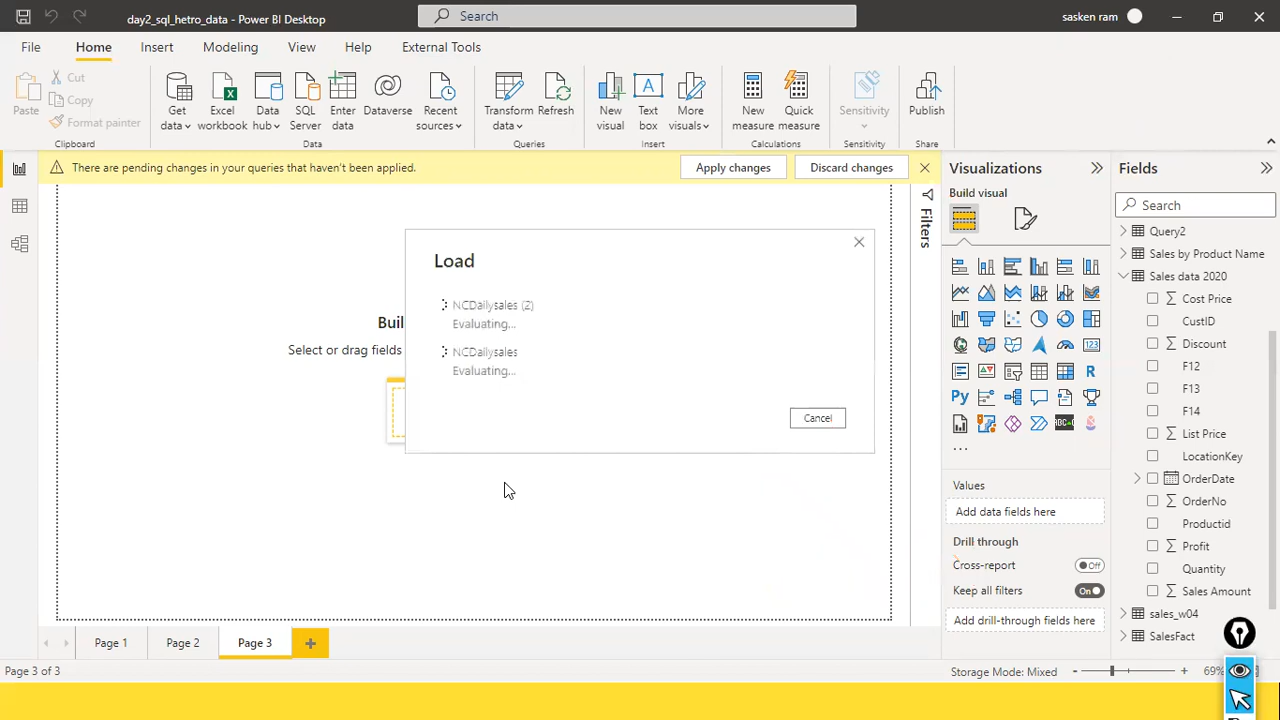 day2_sql_hetro_data - Power BI Desktop
Search
sasken ram
File
Home
Insert
Modeling
View
Help
External Tools
Paste
Cut
Copy
Format painter
Clipboard
Get
data
Excel
workbook
Data
hub
SQL
Server
Enter
data
Dataverse
Recent
sources
Data
Transform
data
Refresh
Queries
New
visual
Text
box
More
visuals
Insert
New
measure
Quick
measure
Calculations
Sensitivity
Sensitivity
Publish
Share
There are pending changes in your queries that haven't been applied.
Apply changes
Discard changes
Buil
Select or drag fields
Load
NCDailysales (2)
Evaluating...
NCDailysales
Evaluating...
Cancel
Filters
Visualizations
Build visual
123
R
Py
ABC
...
Values
Add data fields here
Drill through
Cross-report
Off
Keep all filters
On
Add drill-through fields here
Fields
Search
Query2
Sales by Product Name
Sales data 2020
Cost Price
CustID
Discount
F12
F13
F14
List Price
LocationKey
OrderDate
OrderNo
Productid
Profit
Quantity
Sales Amount
sales_w04
SalesFact
Page 1
Page 2
Page 3
Page 3 of 3
Storage Mode: Mixed
69%